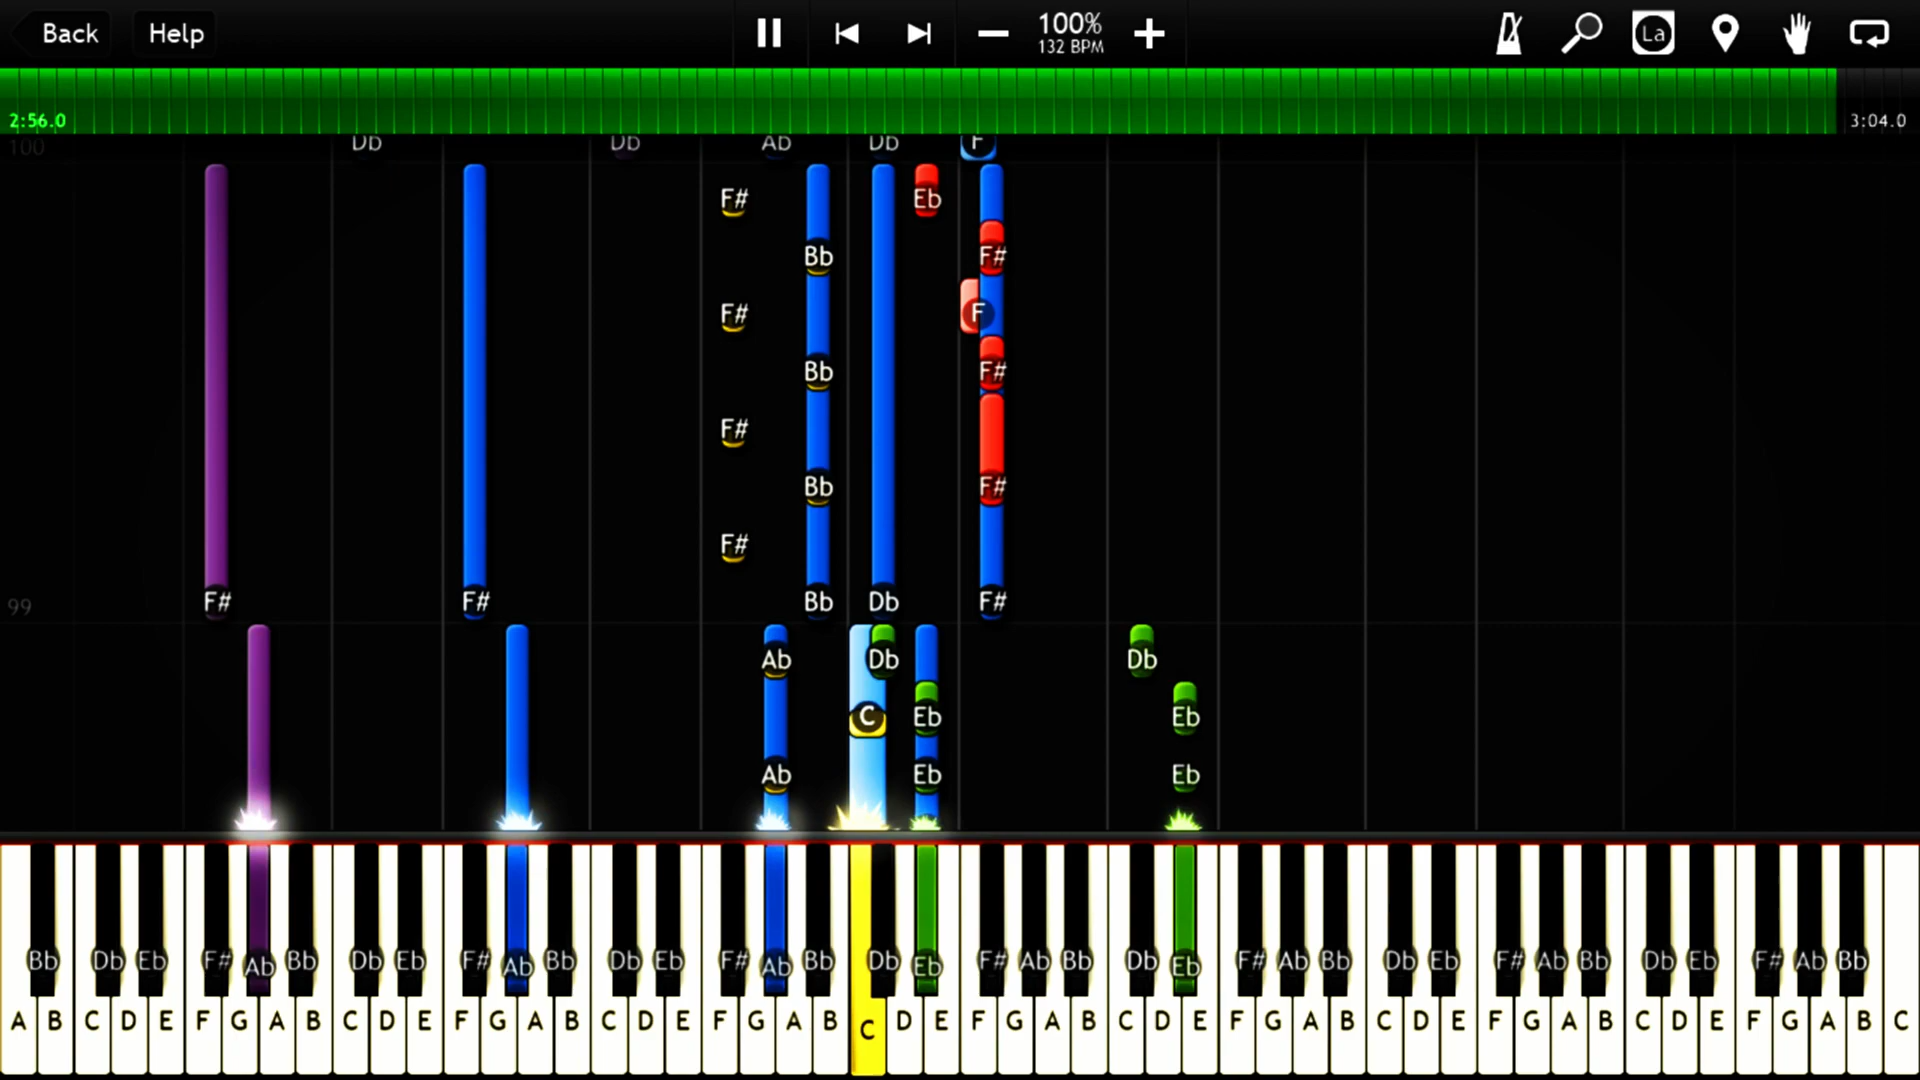 Back Help 100% La
132 BPM
2:56.0 3:04.0
100 Db Db Ab Db F
F# Eb
Bb F#
F# F
Bb F#
F#
Bb F#
F#
99 F# F# Bb Db F#
Ab Db Db
C Eb Eb
Ab Eb Eb
Bb Db Eb F# Ab Bb Db Eb F# Ab Bb Db Eb F# Ab Bb Db Eb F# Ab Bb Db Eb F# Ab Bb Db Eb F# Ab Bb Db Eb F# Ab Bb
A B C D E F G A B C D E F G A B C D E F G A B C D E F G A B C D E F G A B C D E F G A B C D E F G A B C